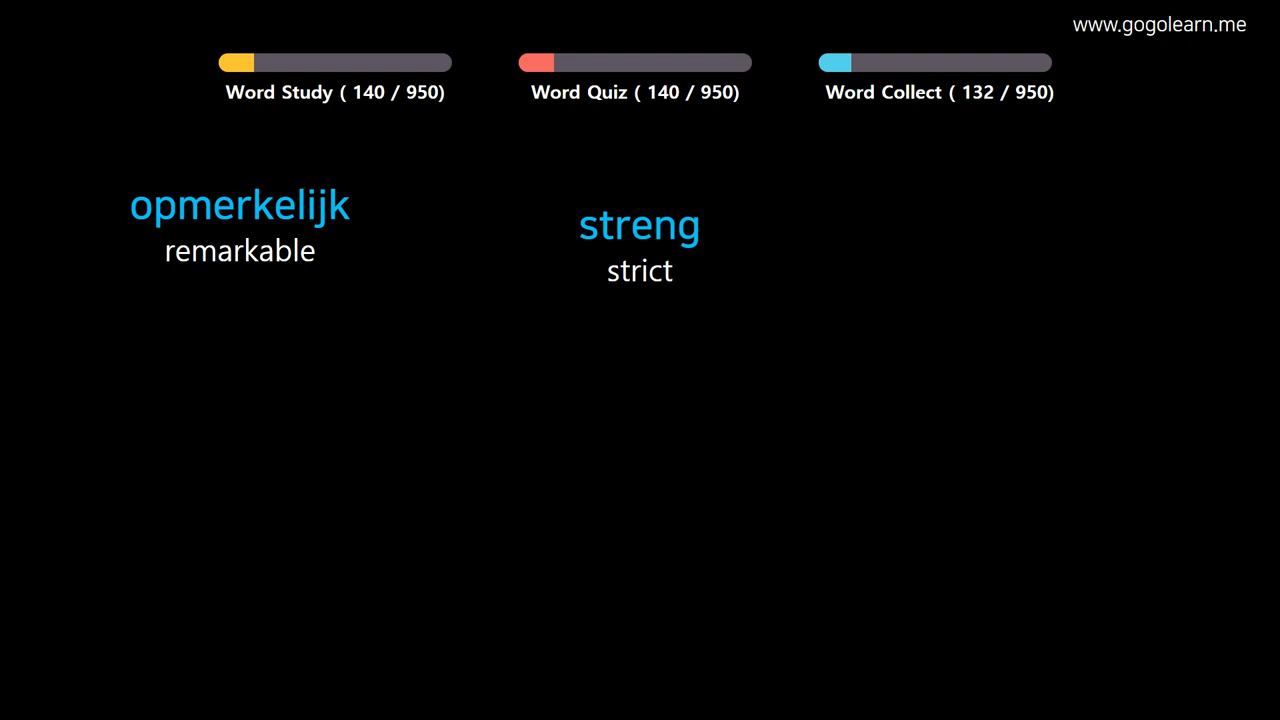 www.gogolearn.me
Word Study ( 140 / 950)
Word Quiz ( 140 / 950)
Word Collect ( 132 / 950)
opmerkelijk
remarkable
streng
strict